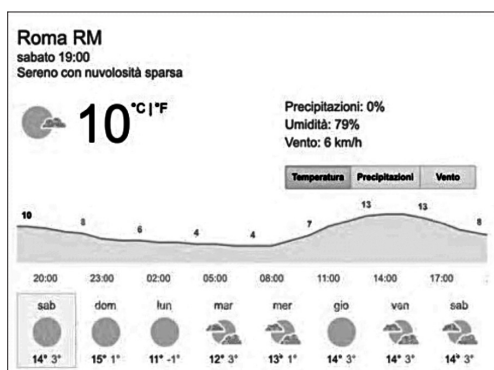 Roma RM
sabato 19:00
Sereno con nuvolosità sparsa
10 °C | °F
Precipitazioni: 0%
Umidità: 79%
Vento: 6 km/h
Temperatura Precipitazioni Vento
10 8 6 4 4 7 13 13 8
20:00 23:00 02:00 05:00 08:00 11:00 14:00 17:00
sab dom lun mar mer gio ven sab
14° 3° 15° 1° 11° -1° 12° 3° 13° 1° 14° 3° 14° 3° 14° 3°